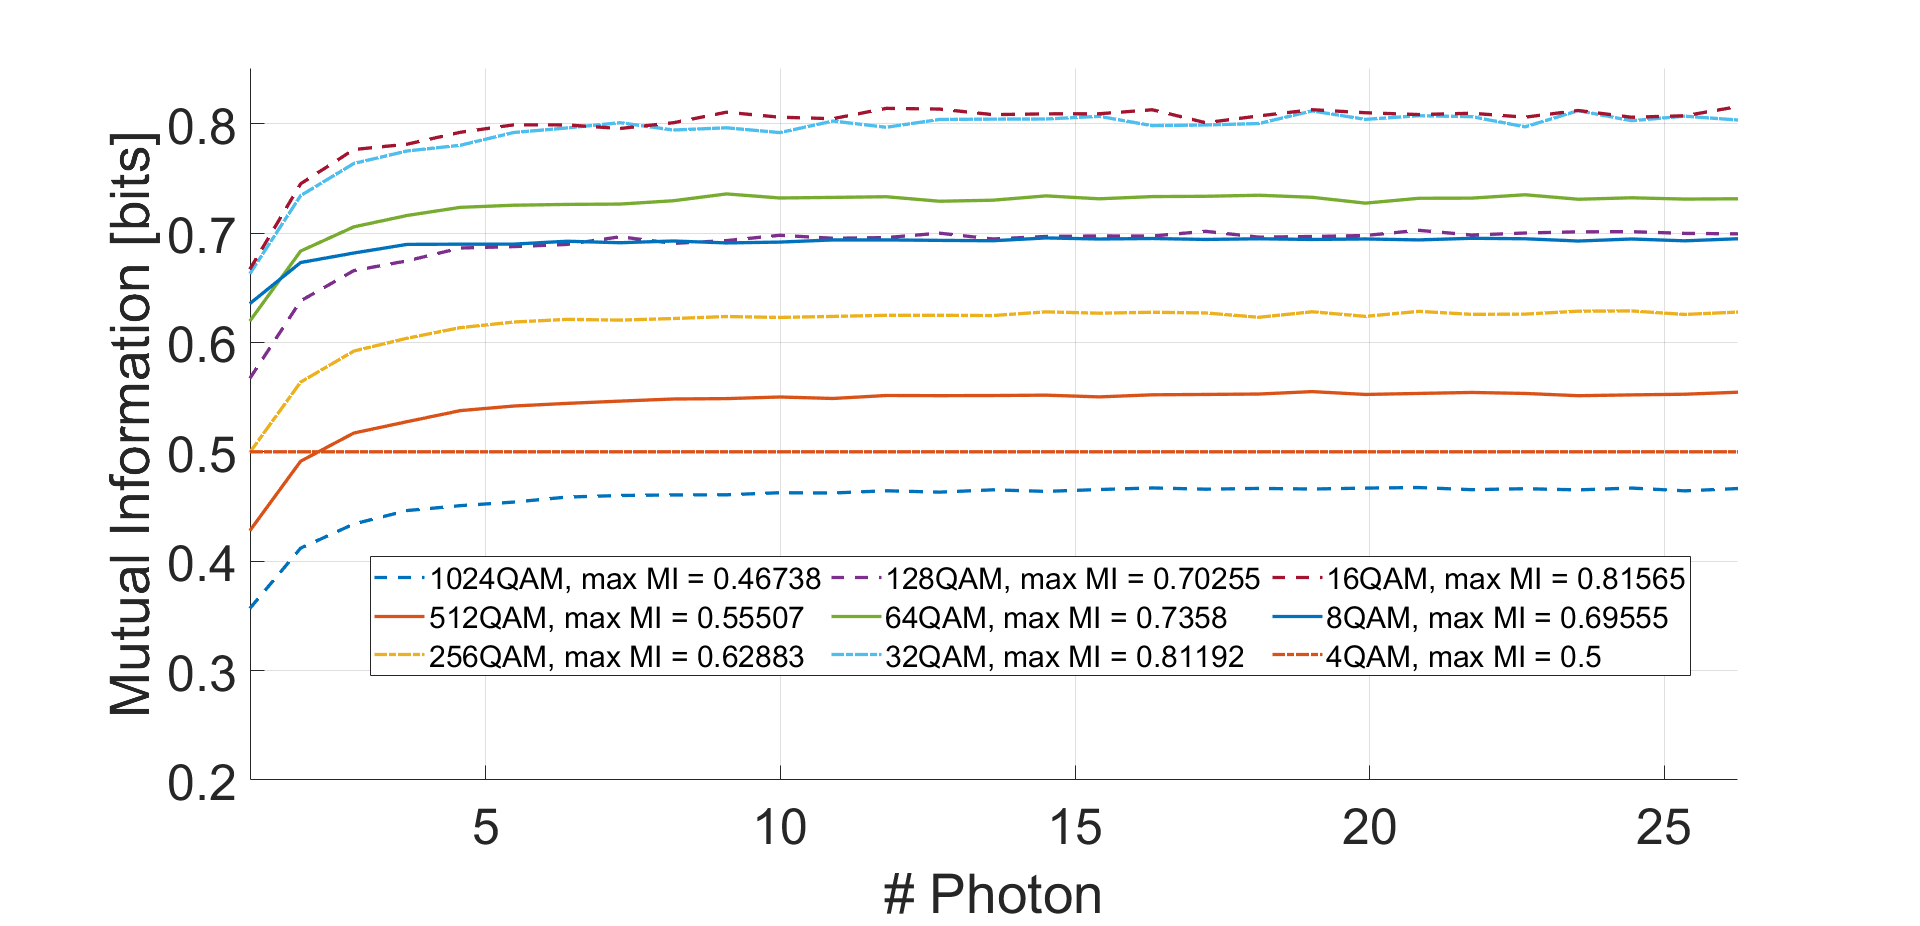 Mutual Information [bits]
0.8
0.7
0.6
0.5
0.4
0.3
0.2
1024QAM, max MI = 0.46738 128QAM, max MI = 0.70255 16QAM, max MI = 0.81565
512QAM, max MI = 0.55507 64QAM, max MI = 0.7358 8QAM, max MI = 0.69555
256QAM, max MI = 0.62883 32QAM, max MI = 0.81192 4QAM, max MI = 0.5
5 10 15 20 25
# Photon